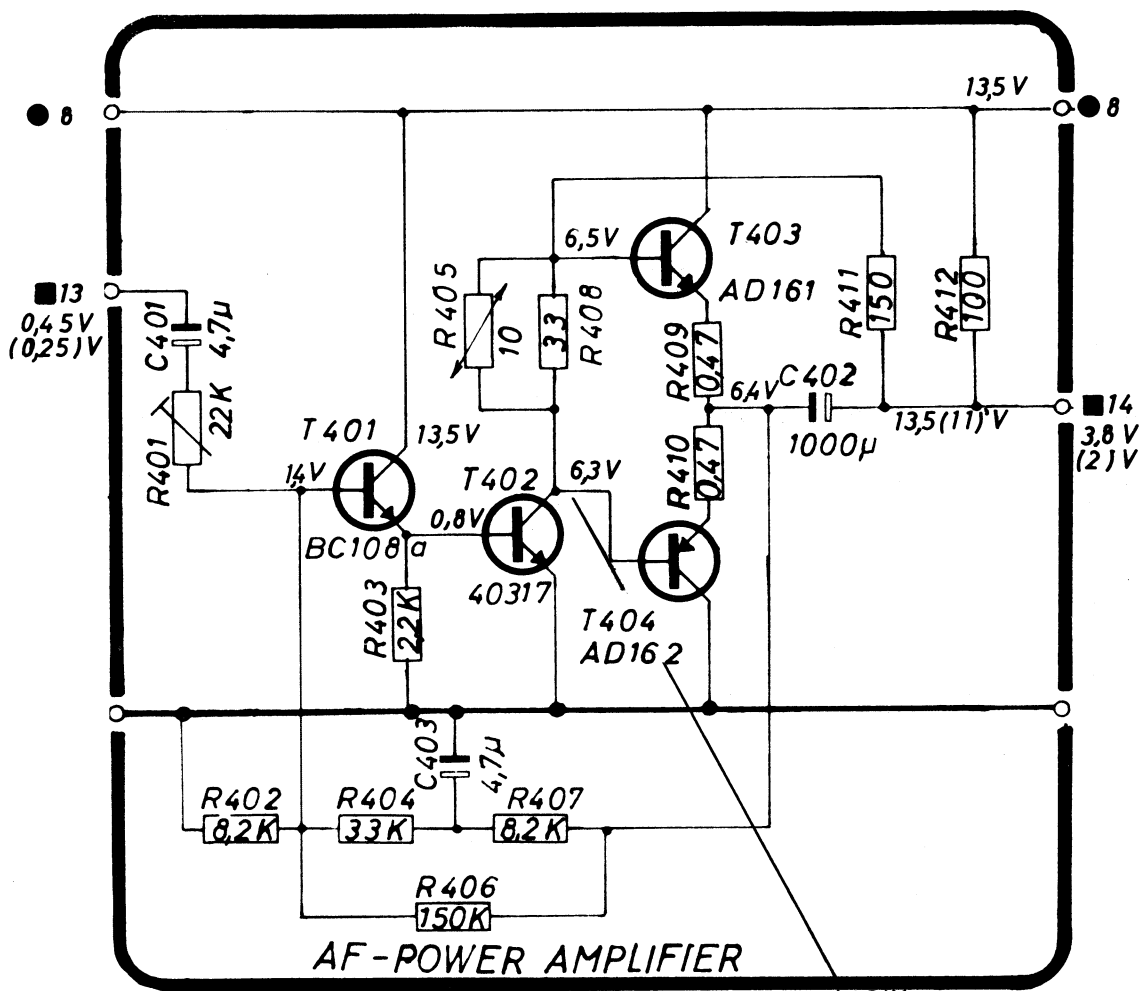 13,5 V
8
8
T403
6,5V
AD161
R405
10
33
R408
R411
150
R412
100
13
0,45V
(0,25)V
C401
4,7µ
R409
0,47
6,4V
C402
1000µ
13,5(11) V
14
3,8 V
(2) V
R401
22K
T401
13,5V
1,4V
BC108 a
T402
6,3V
R410
0,47
0,8V
40317
R403
2,2K
T404
AD162
C403
4,7µ
R402
8,2K
R404
33K
R407
8,2K
R406
150K
AF-POWER AMPLIFIER